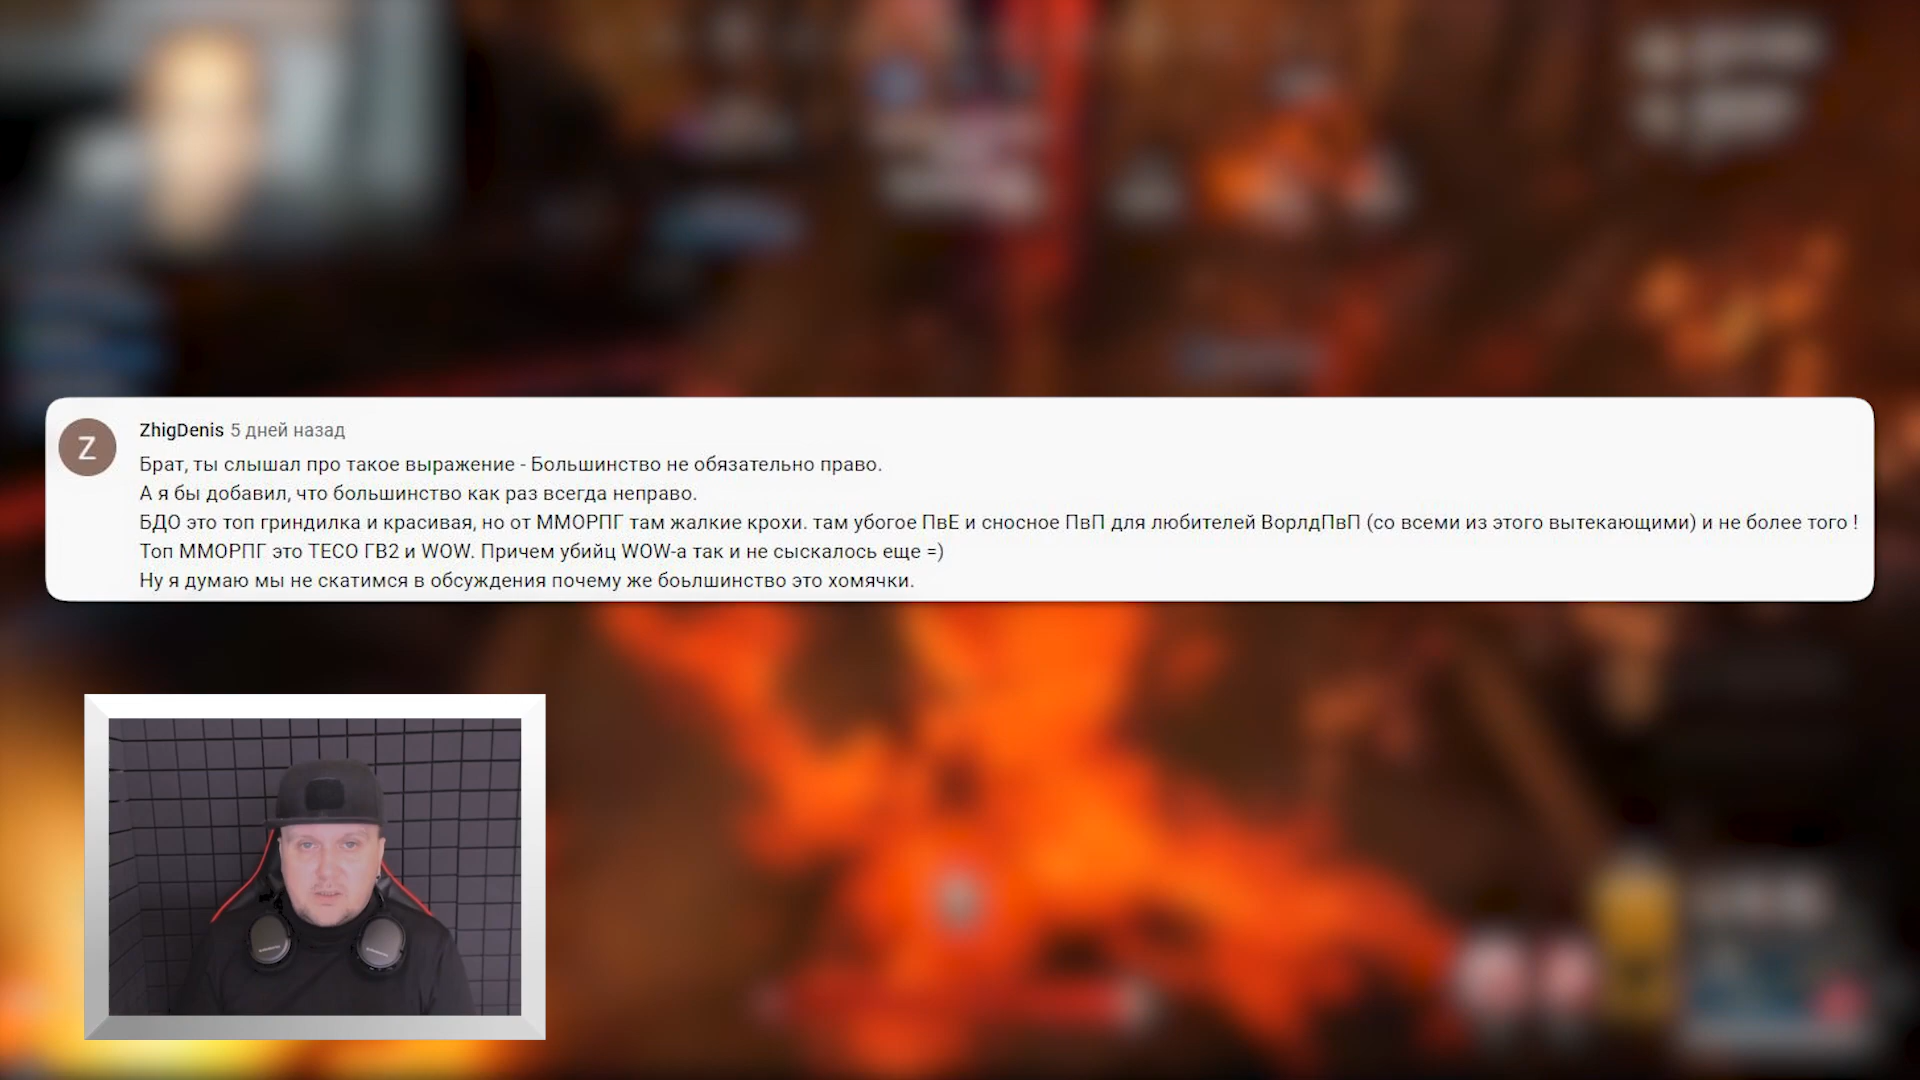 Z
ZhigDenis 5 дней назад
Брат, ты слышал про такое выражение - Большинство не обязательно право.
А я бы добавил, что большинство как раз всегда неправо.
БДО это топ гриндилка и красивая, но от ММОРПГ там жалкие крохи. там убогое ПвЕ и сносное ПвП для любителей ВорлдПвП (со всеми из этого вытекающими) и не более того !
Топ ММОРПГ это ТЕСО ГВ2 и WOW. Причем убийц WOW-а так и не сыскалось еще =)
Ну я думаю мы не скатимся в обсуждения почему же боьлшинство это хомячки.